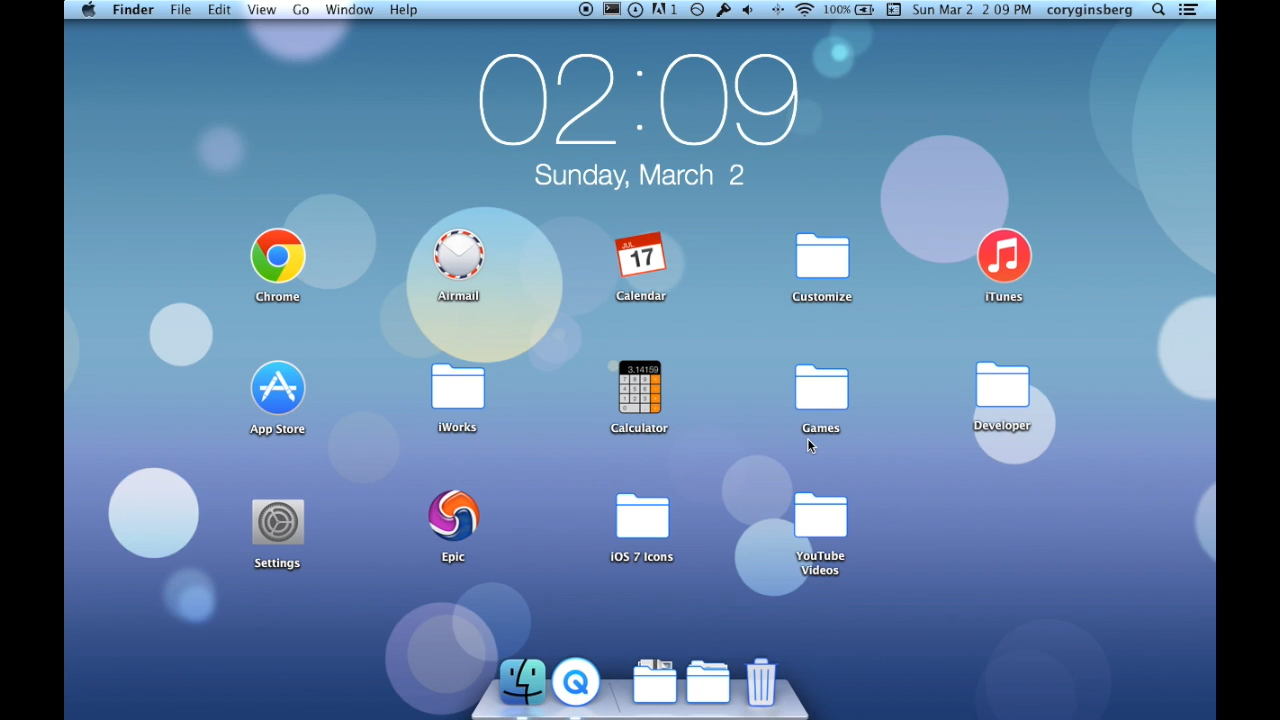 Finder File Edit View Go Window Help 1 100% Sun Mar 2 2:09 PM coryginsberg
02:09
Sunday, March 2
Chrome
Airmail
JUL
17
Calendar
Customize
iTunes
App Store
iWorks
3.14159
Calculator
Games
Developer
Settings
Epic
iOS 7 Icons
YouTube
Videos